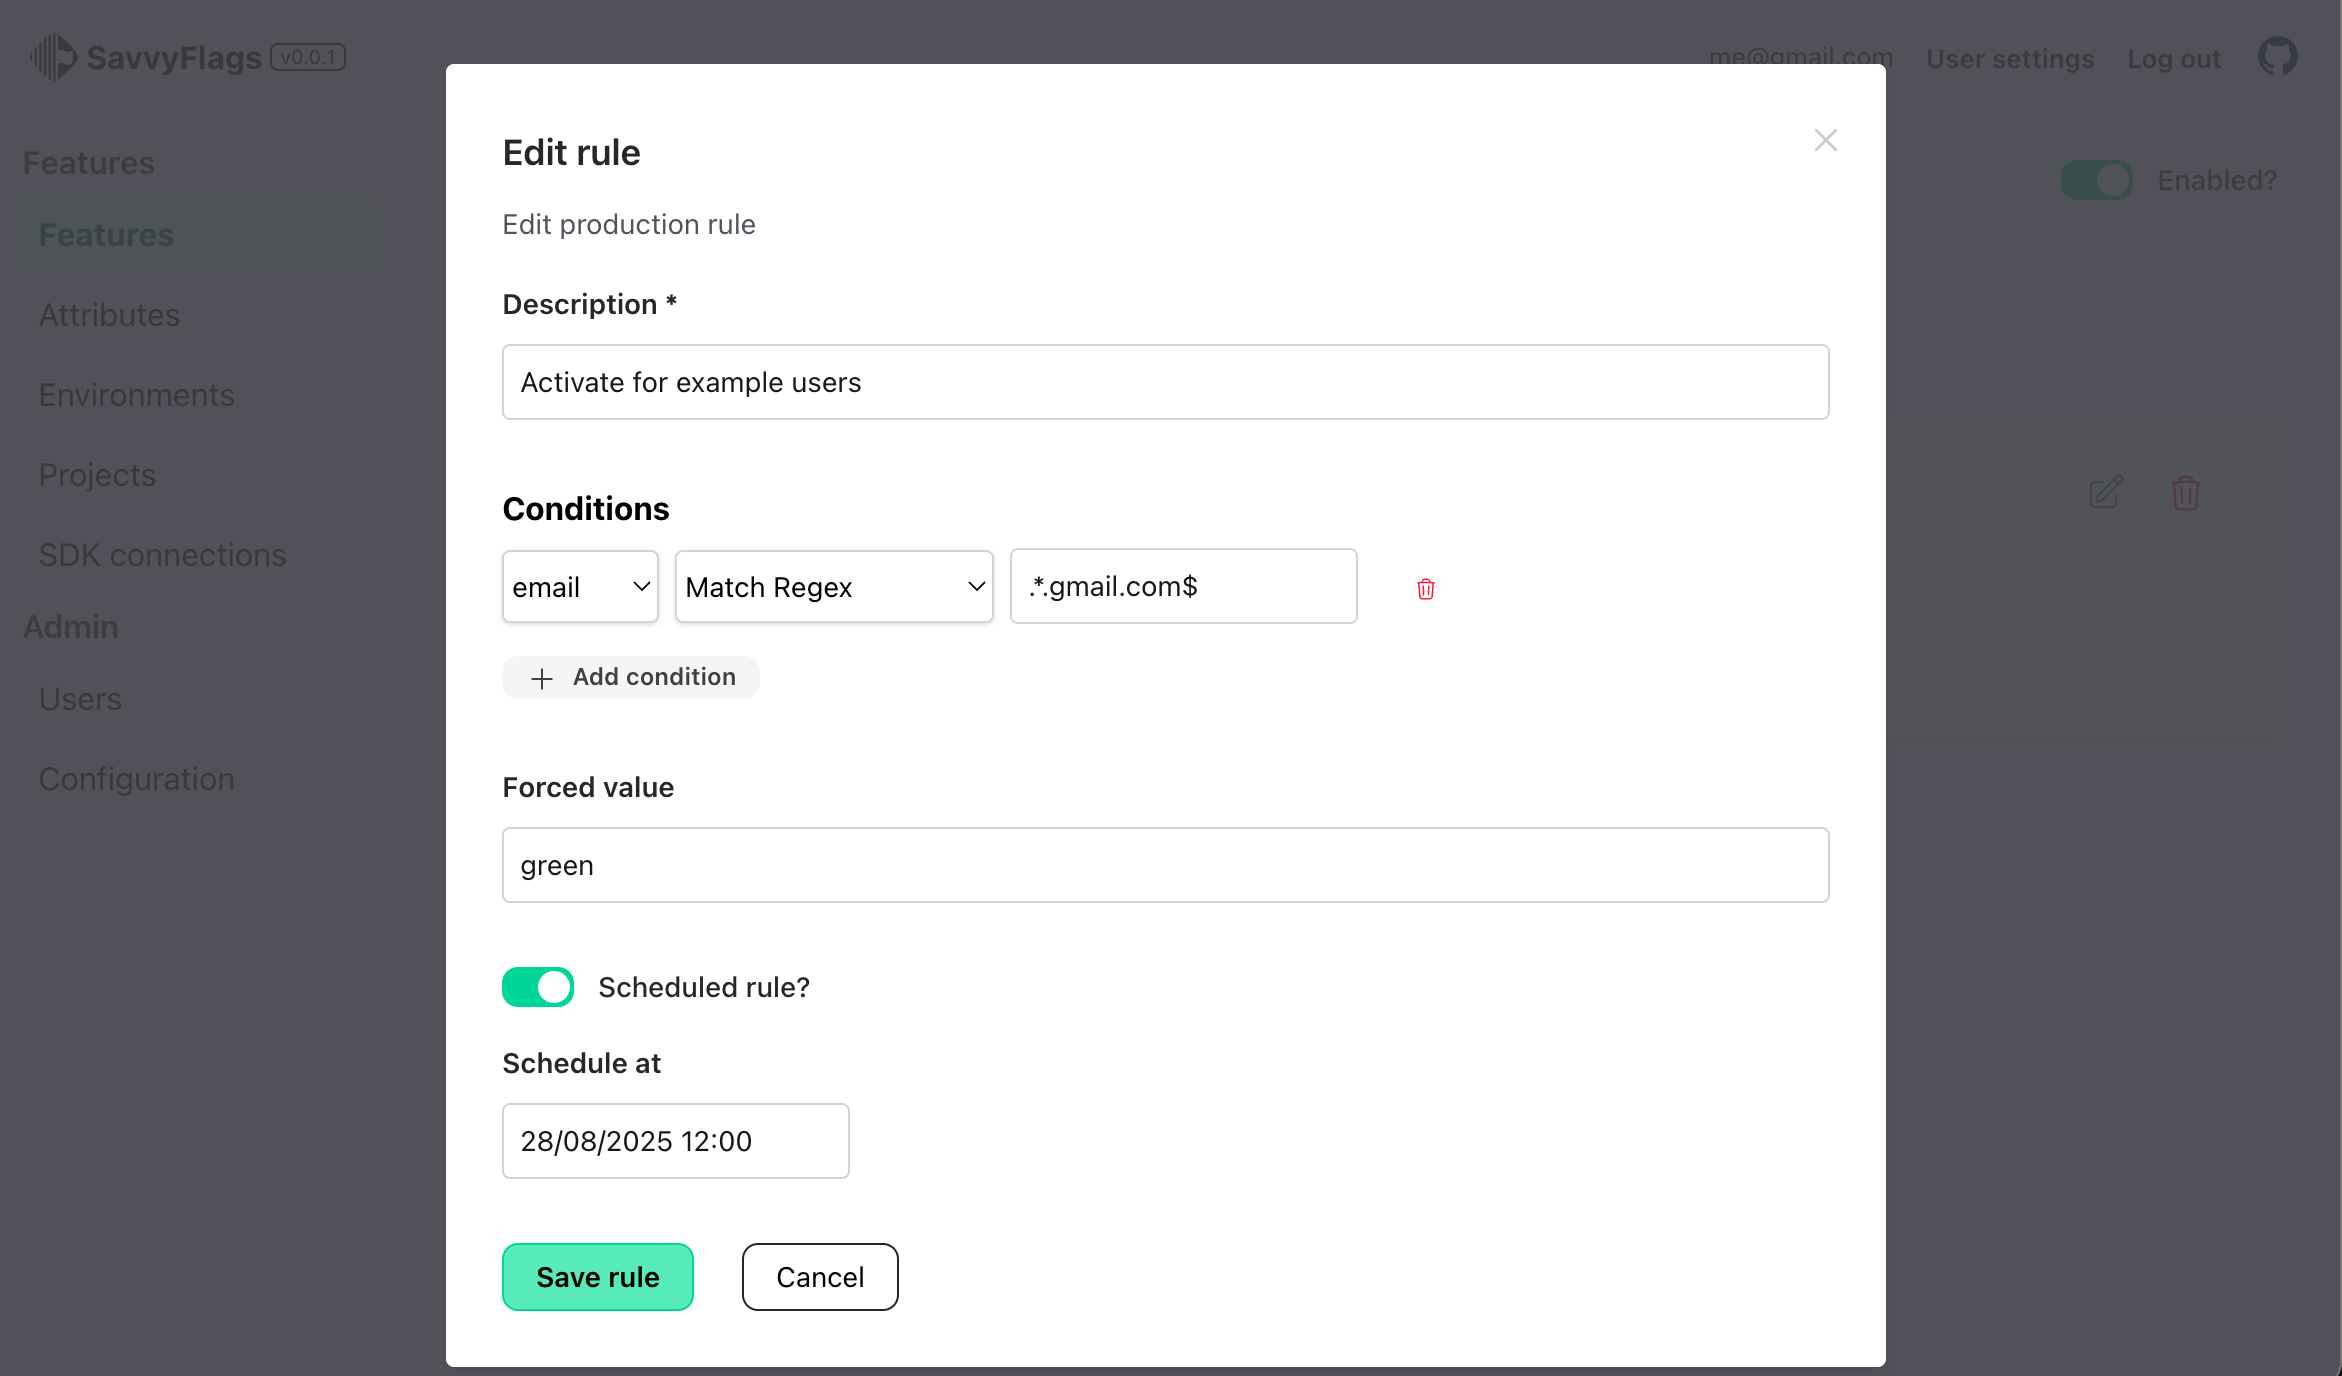 SavvyFlags v0.0.1
me@gmail.com User settings Log out
Features
Features
Attributes
Environments
Projects
SDK connections
Admin
Users
Configuration
Enabled?
Edit rule
Edit production rule
Description *
Activate for example users
Conditions
email Match Regex .*.gmail.com$
Add condition
Forced value
green
Scheduled rule?
Schedule at
28/08/2025 12:00
Save rule Cancel